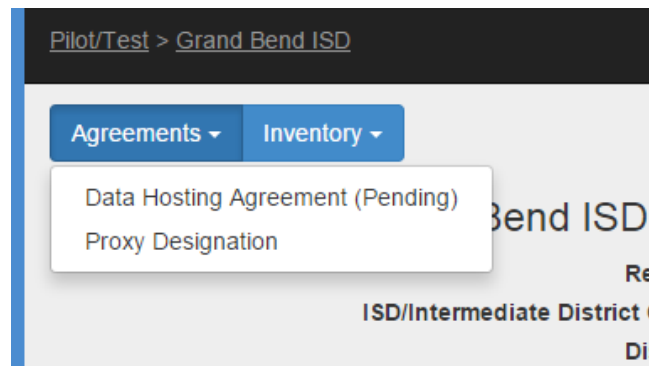 Pilot/Test > Grand Bend ISD
Agreements Inventory
Data Hosting Agreement (Pending)
Proxy Designation
Bend ISD
ISD/Intermediate District